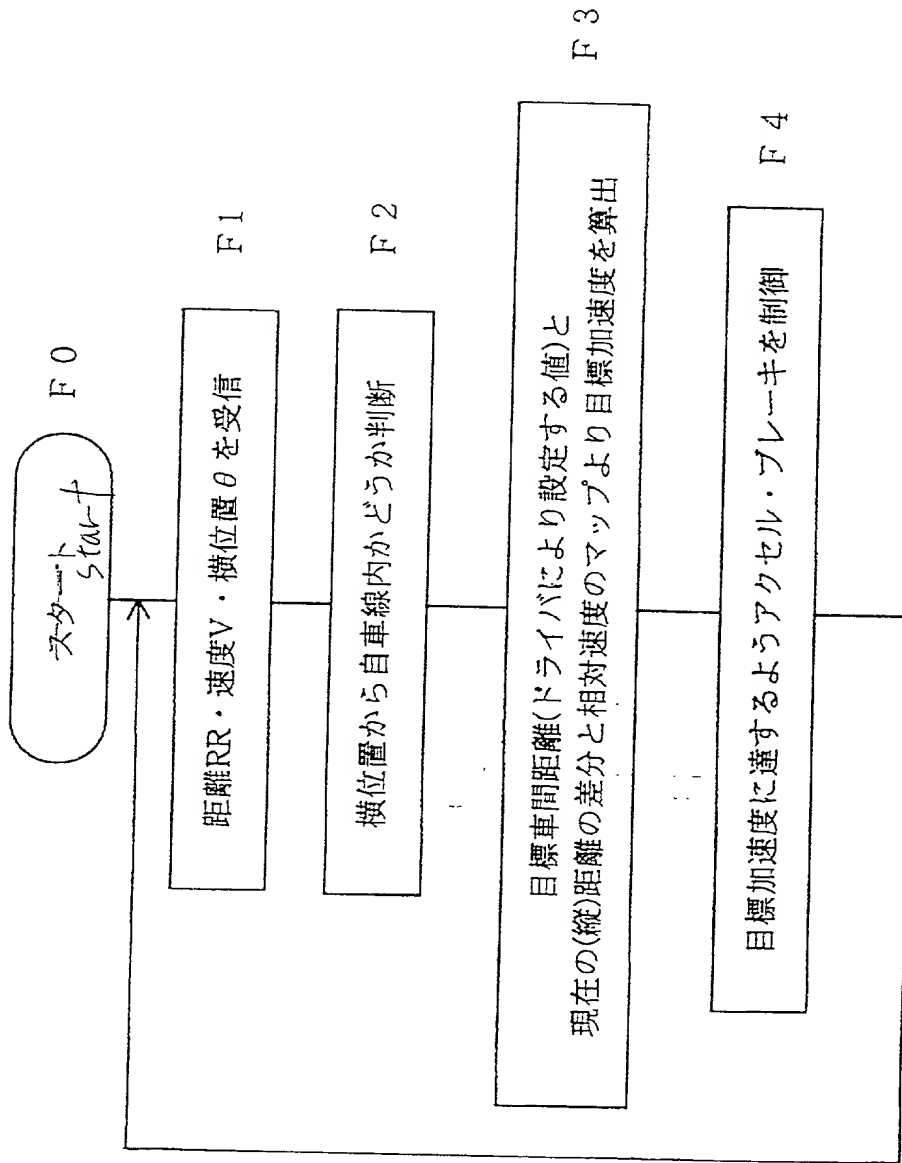 スタート
start
F 0
距離RR・速度V・横位置θを受信
F 1
横位置から自車線内かどうか判断
F 2
目標車間距離(ドライバにより設定する値)と
現在の(縦)距離の差分と相対速度のマップより目標加速度を算出
F 3
目標加速度に達するようアクセル・ブレーキを制御
F 4